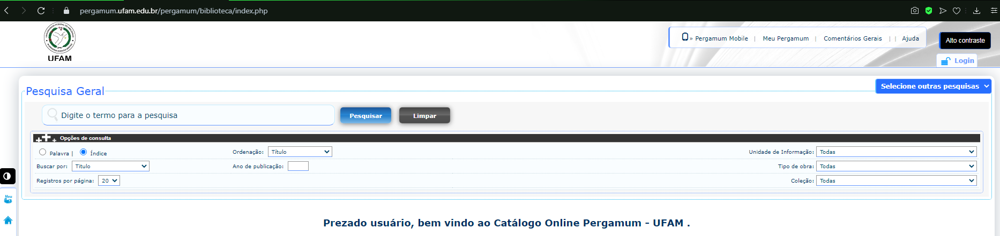 pergamum.ufam.edu.br/pergamum/biblioteca/index.php
UFAM
» Pergamum Mobile | Meu Pergamum | Comentários Gerais | | Ajuda
Alto contraste
Login
Pesquisa Geral
Selecione outras pesquisas
Digite o termo para a pesquisa
Pesquisar
Limpar
Opções de consulta
Palavra | Índice
Ordenação: Título
Unidade de Informação: Todas
Buscar por: Titulo
Ano de publicação:
Tipo de obra: Todas
Registros por página: 20
Coleção: Todas
Meu
Prezado usuário, bem vindo ao Catálogo Online Pergamum - UFAM .